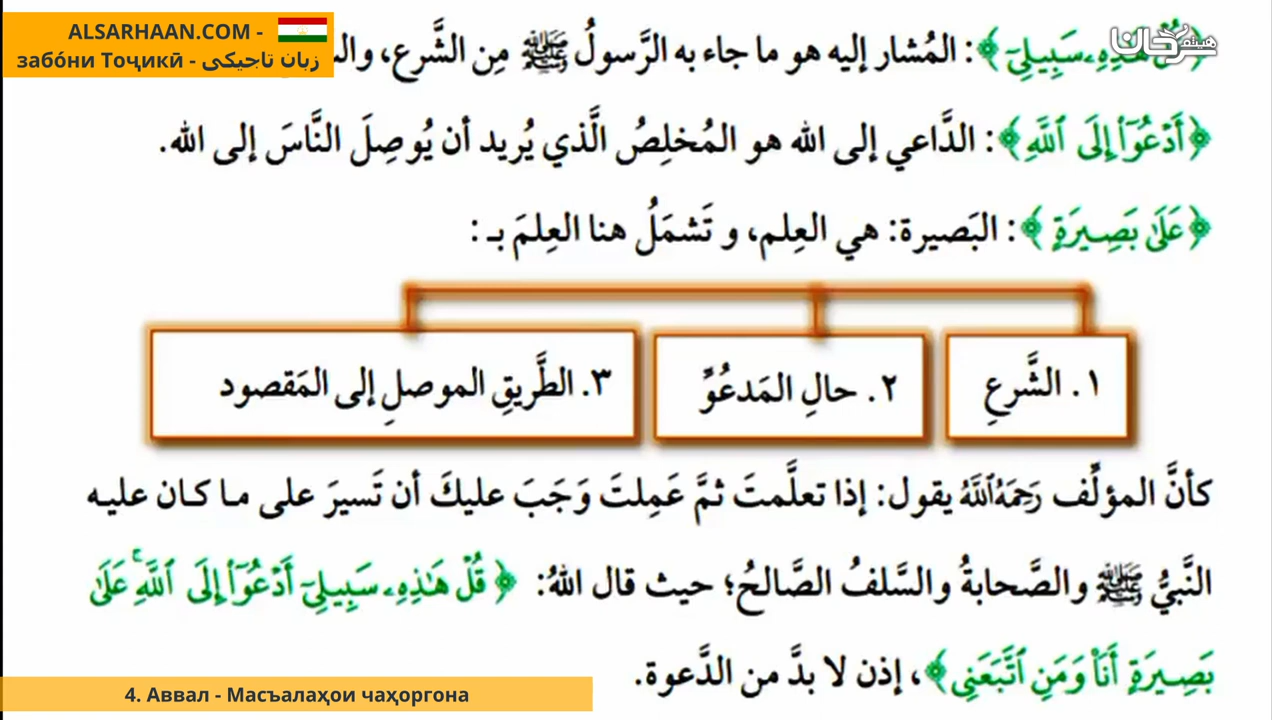 ALSARHAAN.COM -
забо́ни Тоҷикӣ - زبان تاجیکی
﴿قُلْ هَٰذِهِۦ سَبِيلِيٓ﴾: المُشار إليه هو ما جاء به الرَّسولُ ﷺ مِن الشَّرع،
﴿أَدْعُوٓاْ إِلَى ٱللَّهِ﴾: الدَّاعي إلى الله هو المُخلِصُ الَّذي يُريد أن يُوصِلَ النَّاسَ إلى الله.
﴿عَلَىٰ بَصِيرَةٍ﴾: البَصيرة: هي العِلم، و تَشمَلُ هنا العِلمَ بـ :
١. الشَّرعِ
٢. حالِ المَدعُوِّ
٣. الطَّريقِ الموصلِ إلى المَقصود
كأنَّ المؤلِّف رَحِمَهُ ٱللَّهُ يقول: إذا تعلَّمتَ ثمَّ عَمِلتَ وَجَبَ عليكَ أن تَسيرَ على ما كان عليه
النَّبيُّ ﷺ والصَّحابةُ والسَّلفُ الصَّالحُ؛ حيث قال اللهُ: ﴿قُلْ هَٰذِهِۦ سَبِيلِيٓ أَدْعُوٓاْ إِلَى ٱللَّهِۚ عَلَىٰ
بَصِيرَةٍ أَنَا۠ وَمَنِ ٱتَّبَعَنِي﴾، إذن لا بدَّ من الدَّعوة.
4. Аввал - Масъалаҳои чаҳоргона